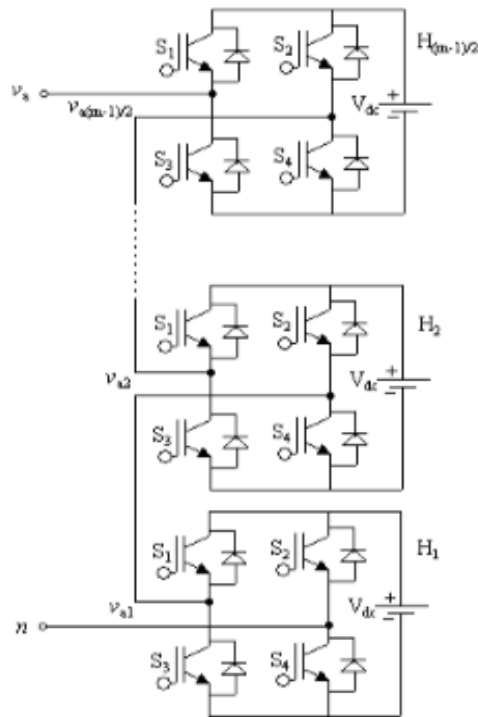 S1 S2 H(m-1)/2
va
va(m-1)/2 Vdc +
-
S3 S4
S1 S2 H2
va2 Vdc +
-
S3 S4
S1 S2 H1
va1 Vdc +
-
n
S3 S4